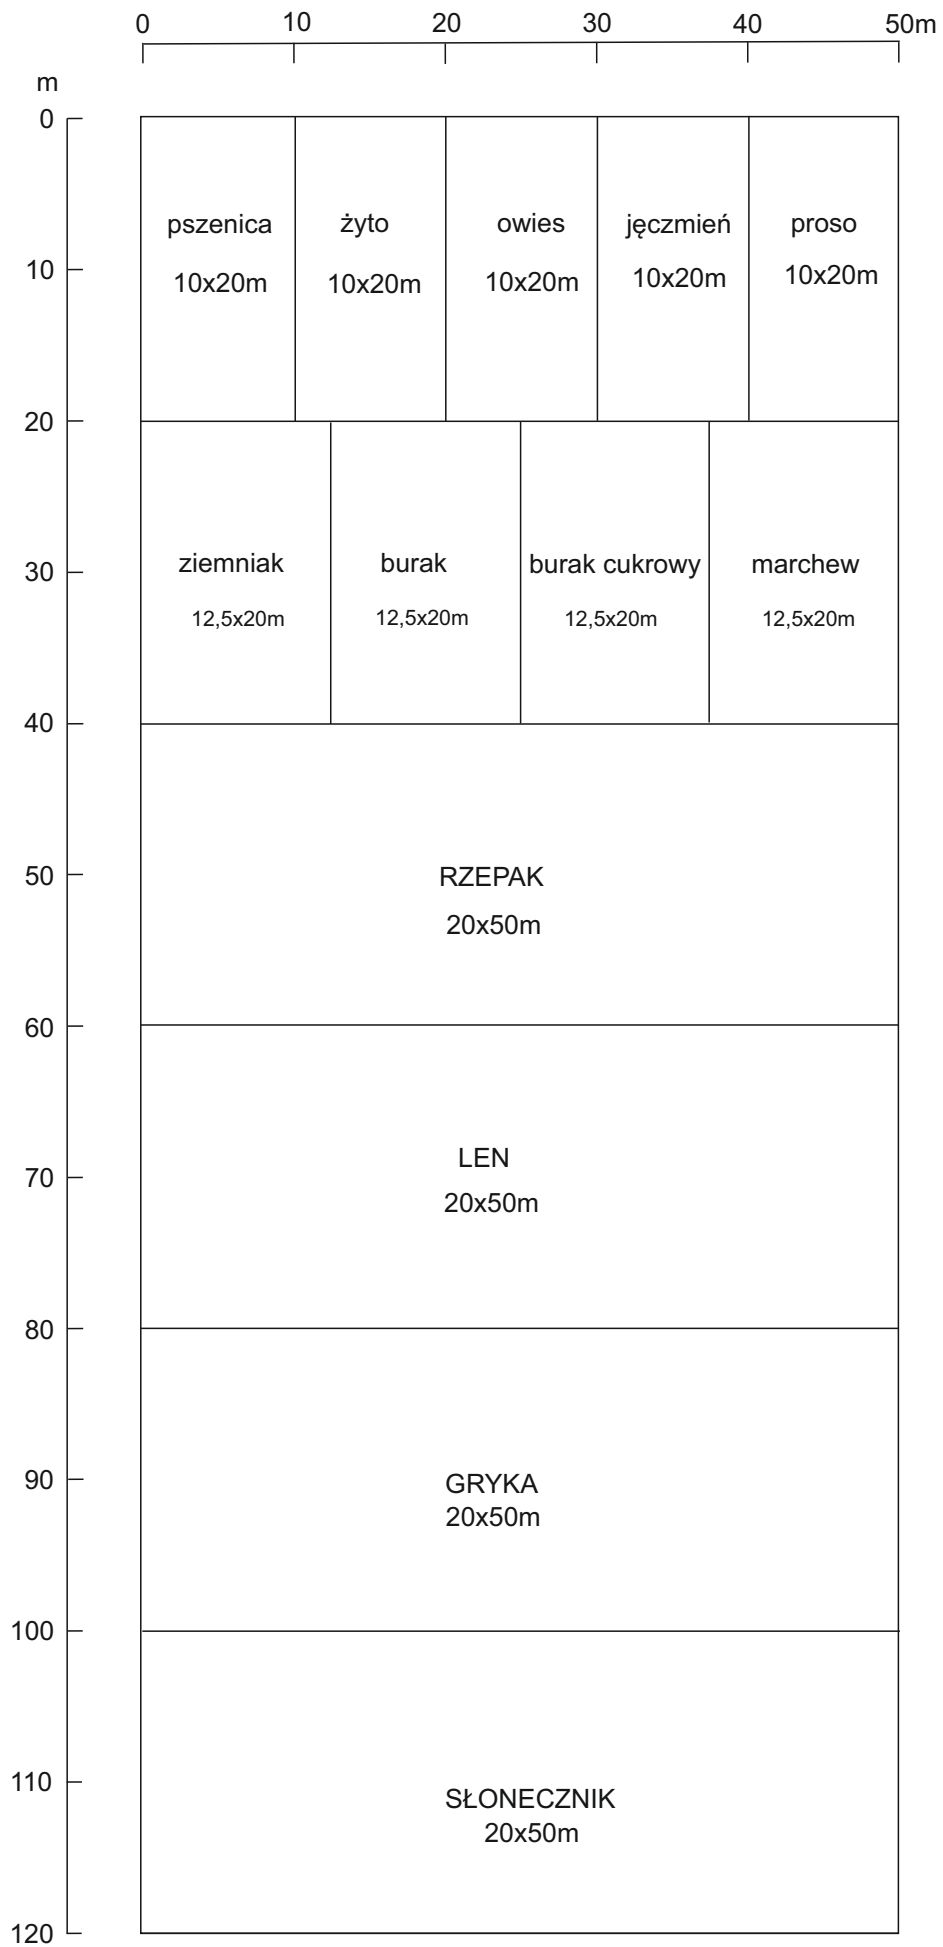 0 10 20 30 40 50m
m
0
pszenica żyto owies jęczmień proso
10x20m 10x20m 10x20m 10x20m 10x20m
10
20
ziemniak burak burak cukrowy marchew
30
12,5x20m 12,5x20m 12,5x20m 12,5x20m
40
50
RZEPAK
20x50m
60
LEN
70
20x50m
80
90
GRYKA
20x50m
100
110
SŁONECZNIK
20x50m
120